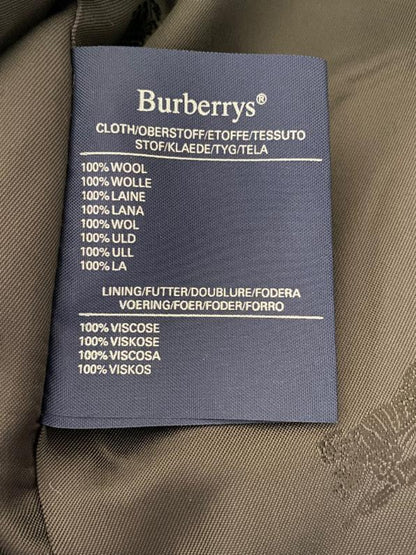 Burberrys®
CLOTH/OBERSTOFF/ETOFFE/TESSUTO
STOF/KLAEDE/TYG/TELA
100% WOOL
100% WOLLE
100% LAINE
100% LANA
100% WOL
100% ULD
100% ULL
100% LA
LINING/FUTTER/DOUBLURE/FODERA
VOERING/FOER/FODER/FORRO
100% VISCOSE
100% VISKOSE
100% VISCOSA
100% VISKOS